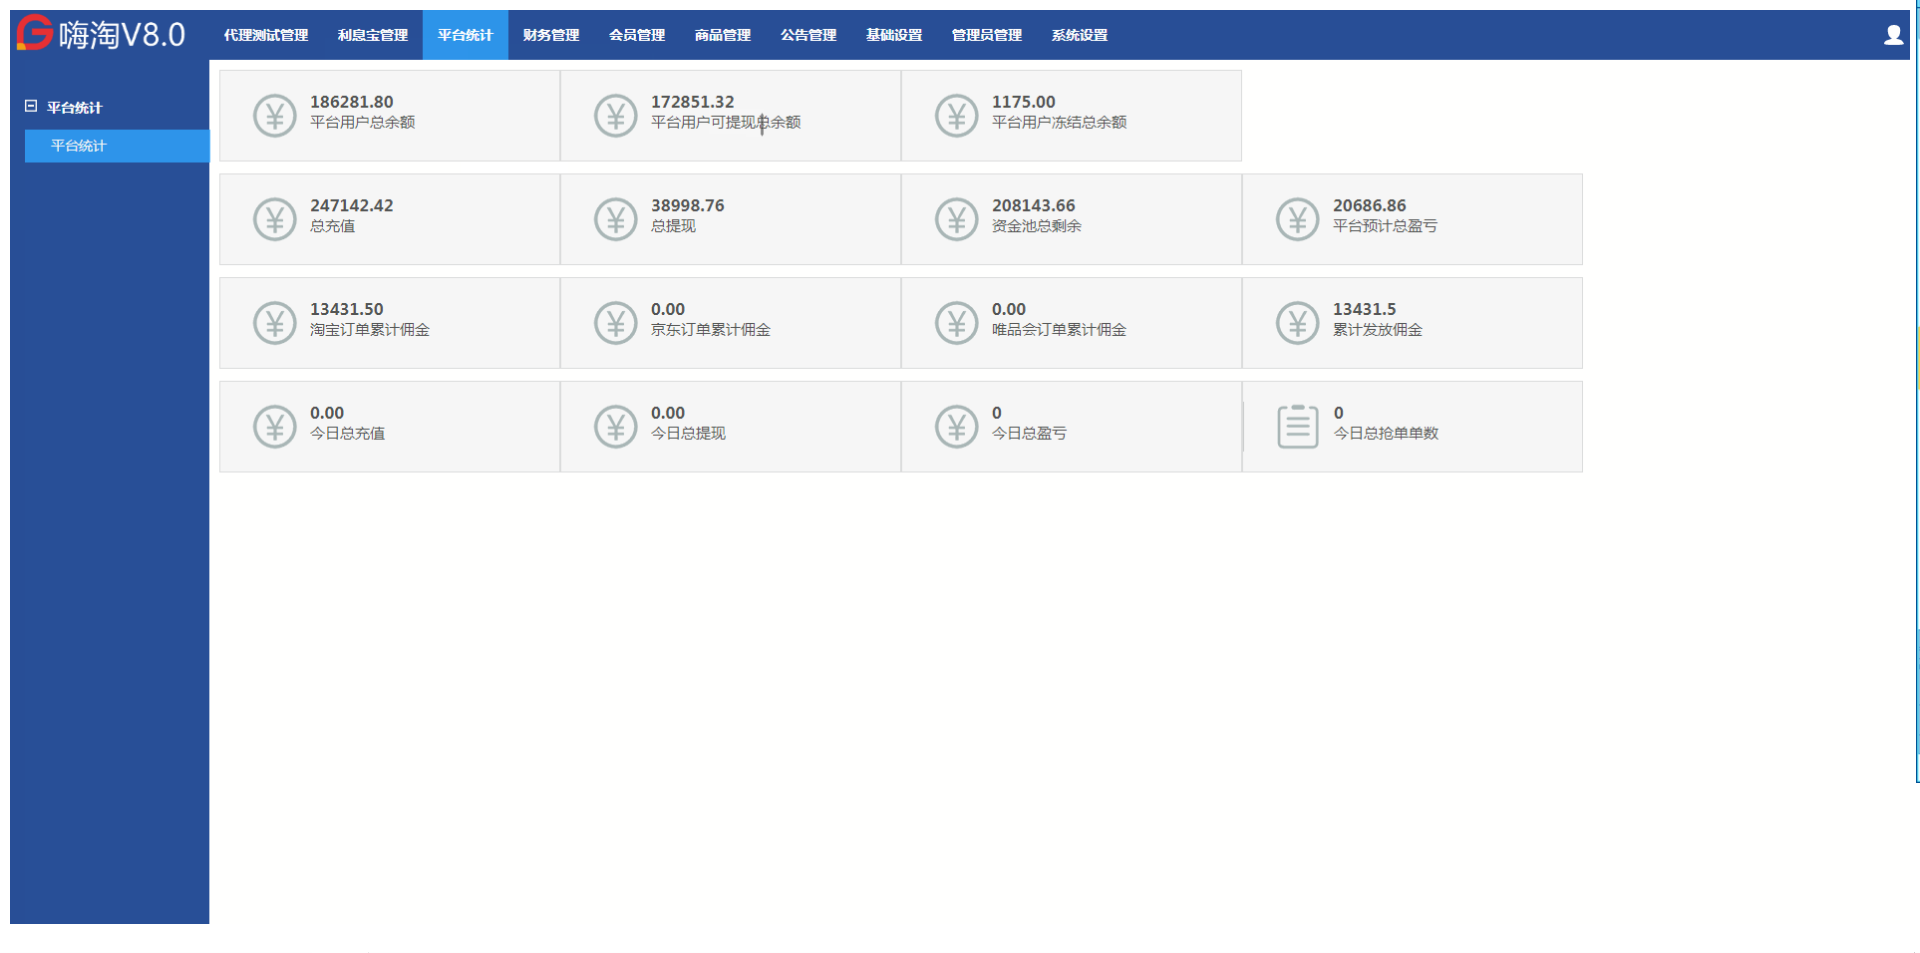 嗨淘V8.0
代理测试管理 利息宝管理 平台统计 财务管理 会员管理 商品管理 公告管理 基础设置 管理员管理 系统设置
平台统计
平台统计
186281.80
平台用户总余额
172851.32
平台用户可提现总余额
1175.00
平台用户冻结总余额
247142.42
总充值
38998.76
总提现
208143.66
资金池总剩余
20686.86
平台预计总盈亏
13431.50
淘宝订单累计佣金
0.00
京东订单累计佣金
0.00
唯品会订单累计佣金
13431.5
累计发放佣金
0.00
今日总充值
0.00
今日总提现
0
今日总盈亏
0
今日总抢单单数